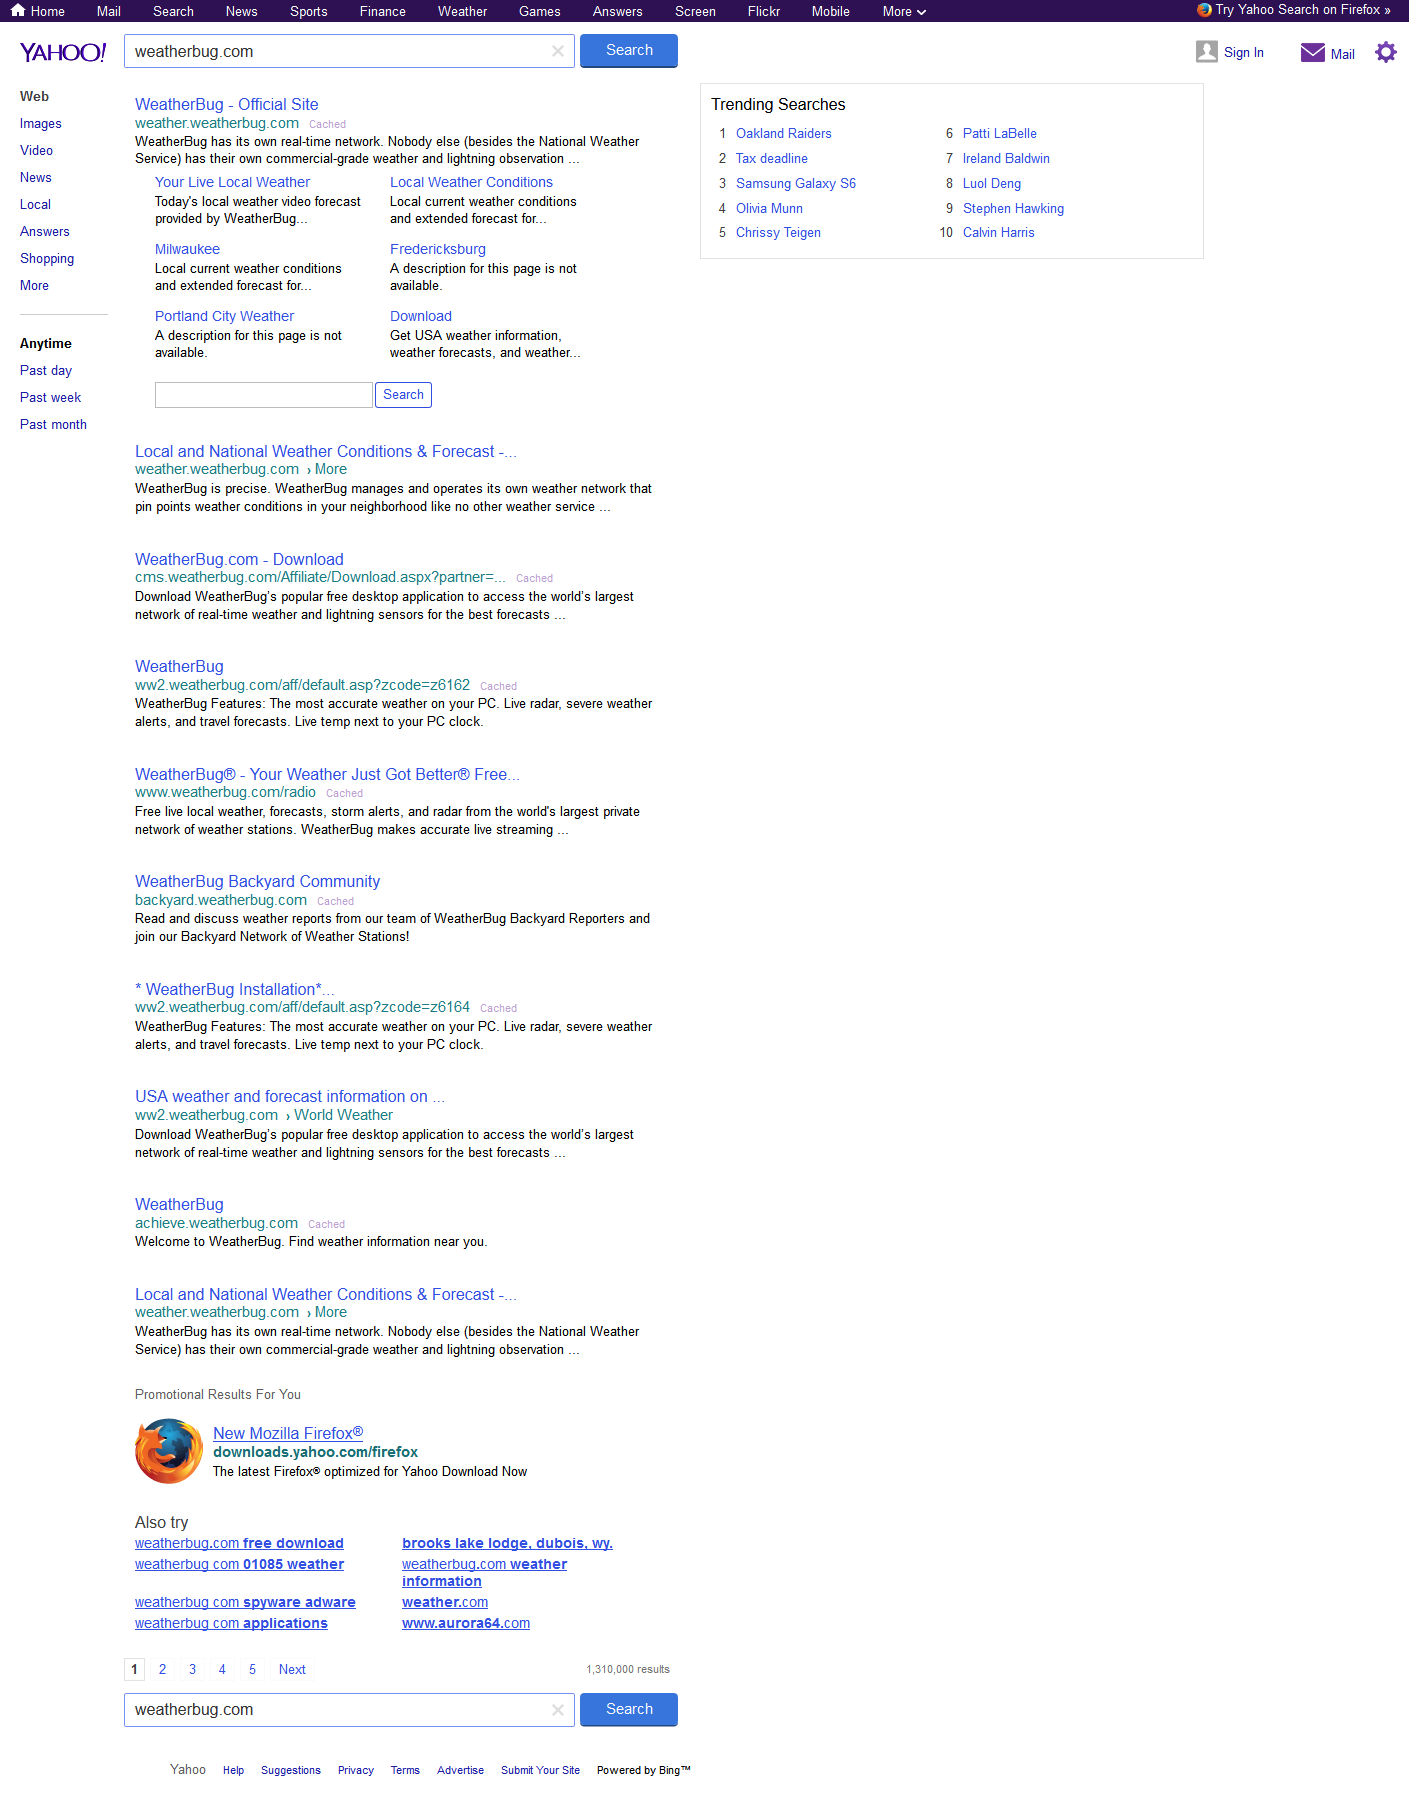 Home Mail Search News Sports Finance Weather Games Answers Screen Flickr Mobile More Try Yahoo Search on Firefox »
YAHOO! weatherbug.com Search Sign In Mail
Web
Images
Video
News
Local
Answers
Shopping
More
Anytime
Past day
Past week
Past month
WeatherBug - Official Site
weather.weatherbug.com Cached
WeatherBug has its own real-time network. Nobody else (besides the National Weather
Service) has their own commercial-grade weather and lightning observation ...
Your Live Local Weather
Today's local weather video forecast
provided by WeatherBug...
Local Weather Conditions
Local current weather conditions
and extended forecast for...
Milwaukee
Local current weather conditions
and extended forecast for...
Fredericksburg
A description for this page is not
available.
Portland City Weather
A description for this page is not
available.
Download
Get USA weather information,
weather forecasts, and weather...
Search
Local and National Weather Conditions & Forecast -...
weather.weatherbug.com › More
WeatherBug is precise. WeatherBug manages and operates its own weather network that
pin points weather conditions in your neighborhood like no other weather service ...
WeatherBug.com - Download
cms.weatherbug.com/Affiliate/Download.aspx?partner=... Cached
Download WeatherBug's popular free desktop application to access the world's largest
network of real-time weather and lightning sensors for the best forecasts ...
WeatherBug
ww2.weatherbug.com/aff/default.asp?zcode=z6162 Cached
WeatherBug Features: The most accurate weather on your PC. Live radar, severe weather
alerts, and travel forecasts. Live temp next to your PC clock.
WeatherBug® - Your Weather Just Got Better® Free...
www.weatherbug.com/radio Cached
Free live local weather, forecasts, storm alerts, and radar from the world's largest private
network of weather stations. WeatherBug makes accurate live streaming ...
WeatherBug Backyard Community
backyard.weatherbug.com Cached
Read and discuss weather reports from our team of WeatherBug Backyard Reporters and
join our Backyard Network of Weather Stations!
* WeatherBug Installation*...
ww2.weatherbug.com/aff/default.asp?zcode=z6164 Cached
WeatherBug Features: The most accurate weather on your PC. Live radar, severe weather
alerts, and travel forecasts. Live temp next to your PC clock.
USA weather and forecast information on ...
ww2.weatherbug.com › World Weather
Download WeatherBug's popular free desktop application to access the world's largest
network of real-time weather and lightning sensors for the best forecasts ...
WeatherBug
achieve.weatherbug.com Cached
Welcome to WeatherBug. Find weather information near you.
Local and National Weather Conditions & Forecast -...
weather.weatherbug.com › More
WeatherBug has its own real-time network. Nobody else (besides the National Weather
Service) has their own commercial-grade weather and lightning observation ...
Promotional Results For You
New Mozilla Firefox®
downloads.yahoo.com/firefox
The latest Firefox® optimized for Yahoo Download Now
Also try
weatherbug.com free download
weatherbug com 01085 weather
weatherbug com spyware adware
weatherbug com applications
brooks lake lodge, dubois, wy.
weatherbug.com weather
information
weather.com
www.aurora64.com
1 2 3 4 5 Next 1,310,000 results
weatherbug.com Search
Yahoo Help Suggestions Privacy Terms Advertise Submit Your Site Powered by Bing™
Trending Searches
1 Oakland Raiders
2 Tax deadline
3 Samsung Galaxy S6
4 Olivia Munn
5 Chrissy Teigen
6 Patti LaBelle
7 Ireland Baldwin
8 Luol Deng
9 Stephen Hawking
10 Calvin Harris